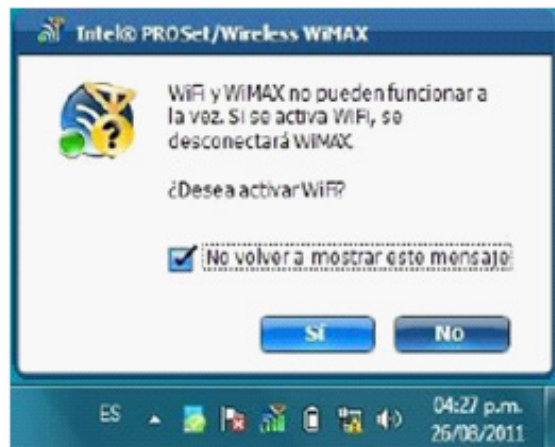 Intel® PROSet/Wireless WiMAX
WiFi y WiMAX no pueden funcionar a
la vez. Si se activa WiFi, se
desconectará WiMAX.
¿Desea activar WiFi?
No volver a mostrar este mensaje
Sí
No
ES
04:27 p.m.
26/08/2011